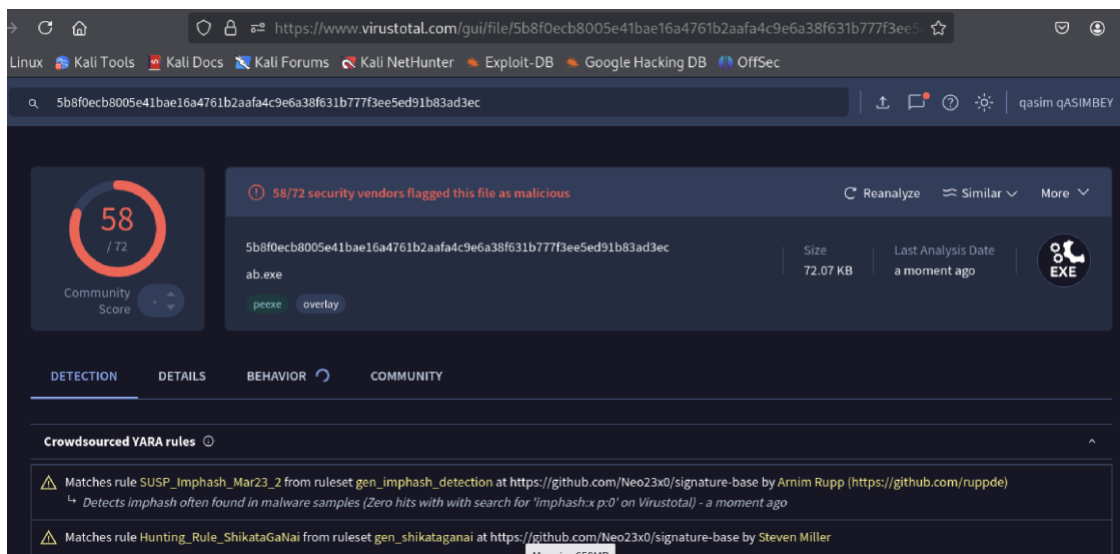 https://www.virustotal.com/gui/file/5b8f0ecb8005e41bae16a4761b2aafa4c9e6a38f631b777f3ee5
Linux Kali Tools Kali Docs Kali Forums Kali NetHunter Exploit-DB Google Hacking DB OffSec
5b8f0ecb8005e41bae16a4761b2aafa4c9e6a38f631b777f3ee5ed91b83ad3ec
qasim qASIMBEY
58
/ 72
Community
Score
58/72 security vendors flagged this file as malicious
Reanalyze Similar More
5b8f0ecb8005e41bae16a4761b2aafa4c9e6a38f631b777f3ee5ed91b83ad3ec
ab.exe
peexe overlay
Size
72.07 KB
Last Analysis Date
a moment ago
EXE
DETECTION DETAILS BEHAVIOR COMMUNITY
Crowdsourced YARA rules
Matches rule SUSP_Imphash_Mar23_2 from ruleset gen_imphash_detection at https://github.com/Neo23x0/signature-base by Arnim Rupp (https://github.com/ruppde)
Detects imphash often found in malware samples (Zero hits with with search for 'imphash:x p:0' on Virustotal) - a moment ago
Matches rule Hunting_Rule_ShikataGaNai from ruleset gen_shikataganai at https://github.com/Neo23x0/signature-base by Steven Miller